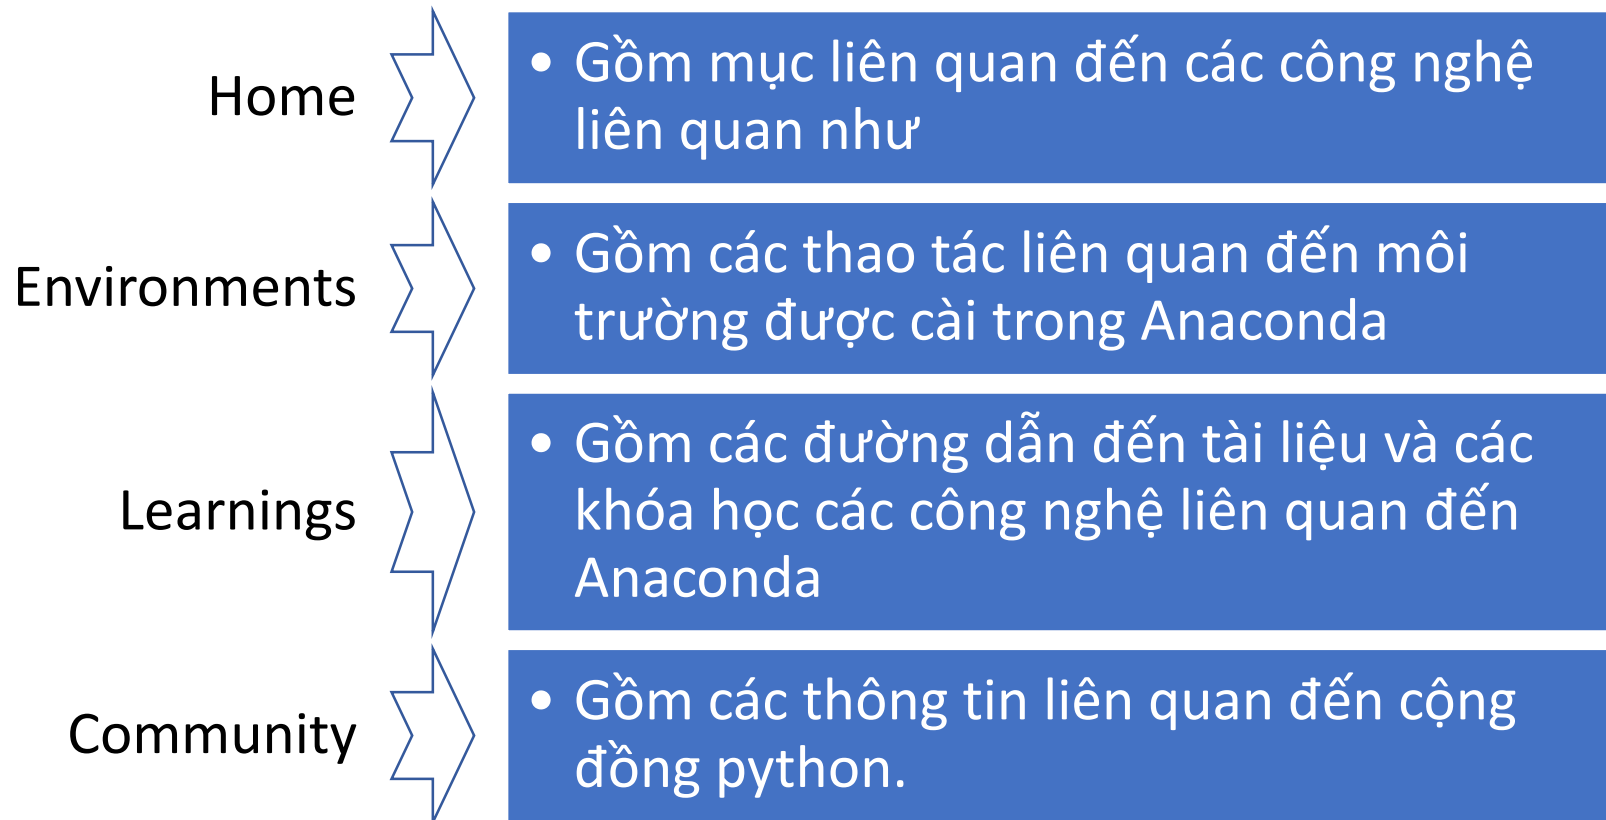 Home
• Gồm mục liên quan đến các công nghệ
liên quan như
Environments
• Gồm các thao tác liên quan đến môi
trường được cài trong Anaconda
Learnings
• Gồm các đường dẫn đến tài liệu và các
khóa học các công nghệ liên quan đến
Anaconda
Community
• Gồm các thông tin liên quan đến cộng
đồng python.